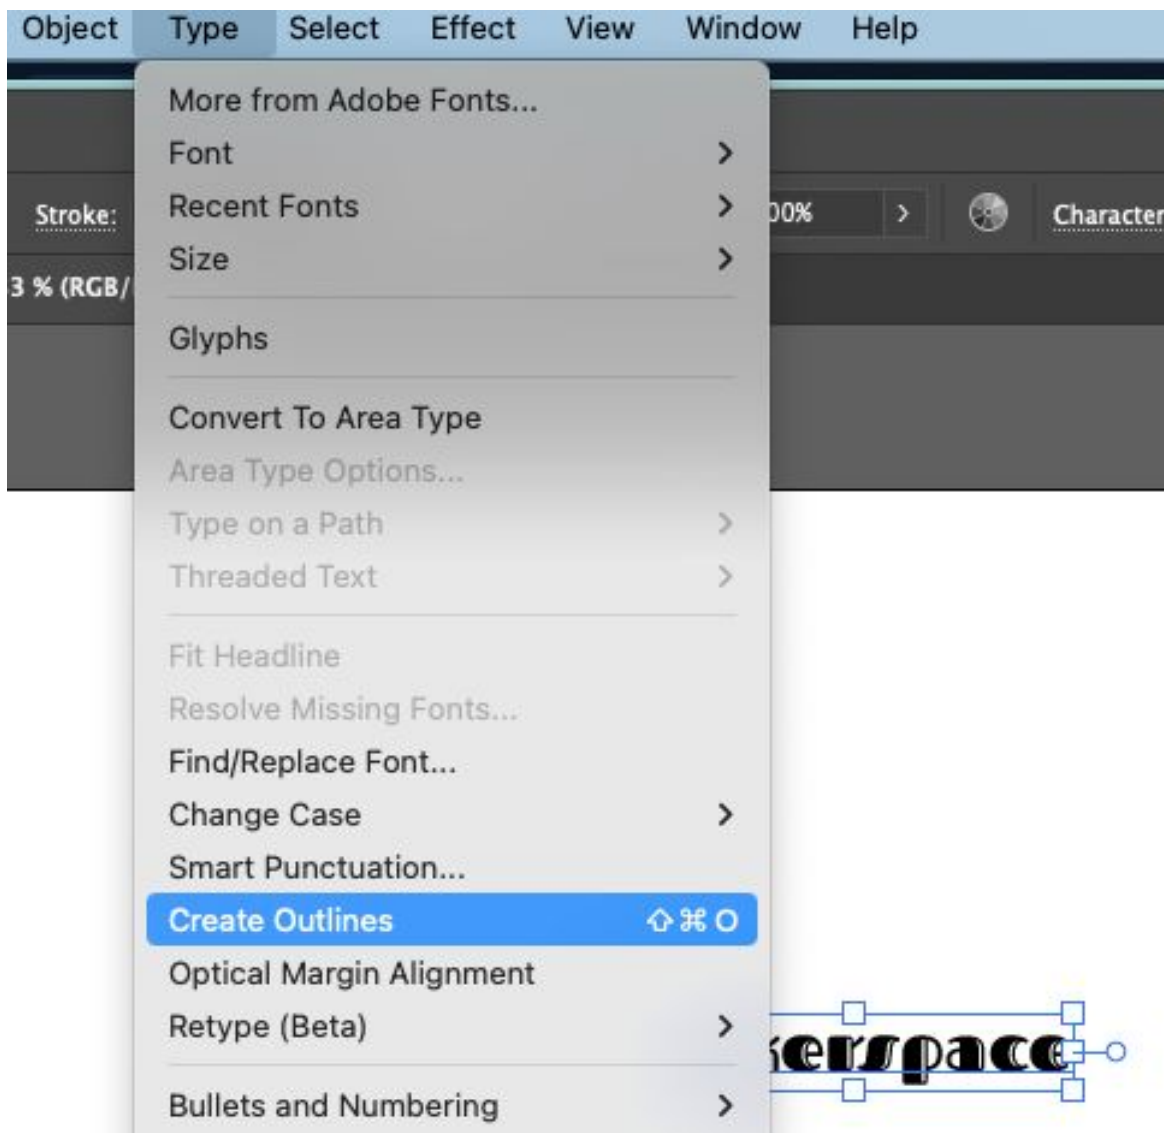 Object Type Select Effect View Window Help
More from Adobe Fonts...
Font
Recent Fonts
Stroke: 00% Character
Size
3 % (RGB/
Glyphs
Convert To Area Type
Area Type Options...
Type on a Path
Threaded Text
Fit Headline
Resolve Missing Fonts...
Find/Replace Font...
Change Case
Smart Punctuation...
Create Outlines ⇧⌘O
Optical Margin Alignment
Retype (Beta)
kerspace
Bullets and Numbering